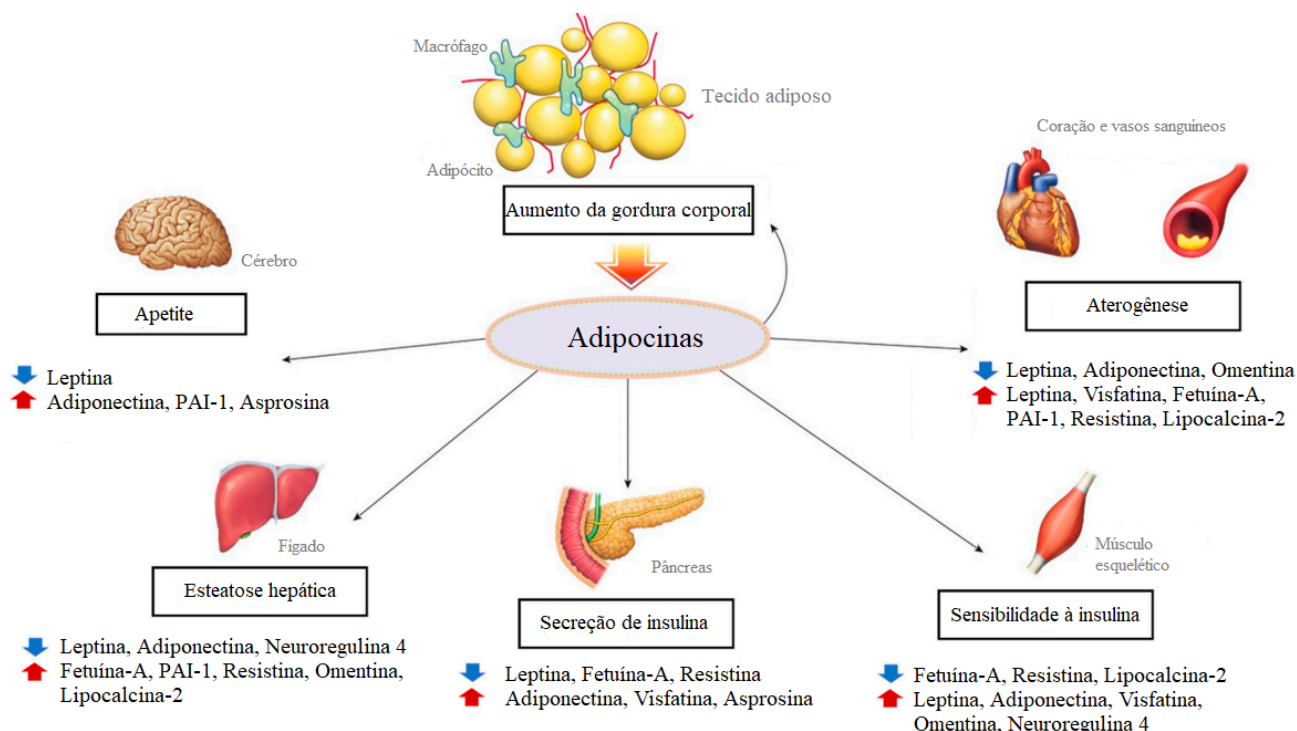 Macrófago
Tecido adiposo
Adipócito
Aumento da gordura corporal
Coração e vasos sanguíneos
Cérebro
Apetite
Aterogênese
Adipocinas
Leptina
Adiponectina, PAI-1, Asprosina
Leptina, Adiponectina, Omentina
Leptina, Visfatina, Fetuína-A,
PAI-1, Resistina, Lipocalcina-2
Fígado
Esteatose hepática
Leptina, Adiponectina, Neuroregulina 4
Fetuína-A, PAI-1, Resistina, Omentina,
Lipocalcina-2
Pâncreas
Secreção de insulina
Leptina, Fetuína-A, Resistina
Adiponectina, Visfatina, Asprosina
Músculo
esquelético
Sensibilidade à insulina
Fetuína-A, Resistina, Lipocalcina-2
Leptina, Adiponectina, Visfatina,
Omentina, Neuroregulina 4